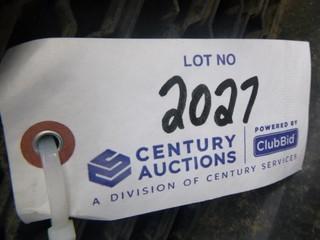 LOT NO
2027
CENTURY
AUCTIONS
POWERED BY
ClubBid
A DIVISION OF CENTURY SERVICES